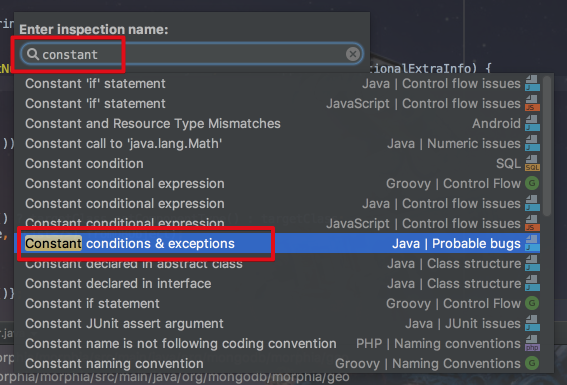 Enter inspection name:
constant
tionalExtraInfo) {
Constant 'if' statement Java | Control flow issues
Constant 'if' statement JavaScript | Control flow issues
Constant and Resource Type Mismatches Android
Constant call to 'java.lang.Math' Java | Numeric issues
Constant condition SQL
Constant conditional expression Groovy | Control Flow
Constant conditional expression Java | Control flow issues
Constant conditional expression JavaScript | Control flow issues
Constant conditions & exceptions Java | Probable bugs
Constant declared in abstract class Java | Class structure
Constant declared in interface Java | Class structure
Constant if statement Groovy | Control Flow
Constant JUnit assert argument Java | JUnit issues
Constant name is not following coding convention PHP | Naming conventions
Constant naming convention Groovy | Naming Conventions
morphia/morphia/src/main/java/org/mongodb/morphia/geo